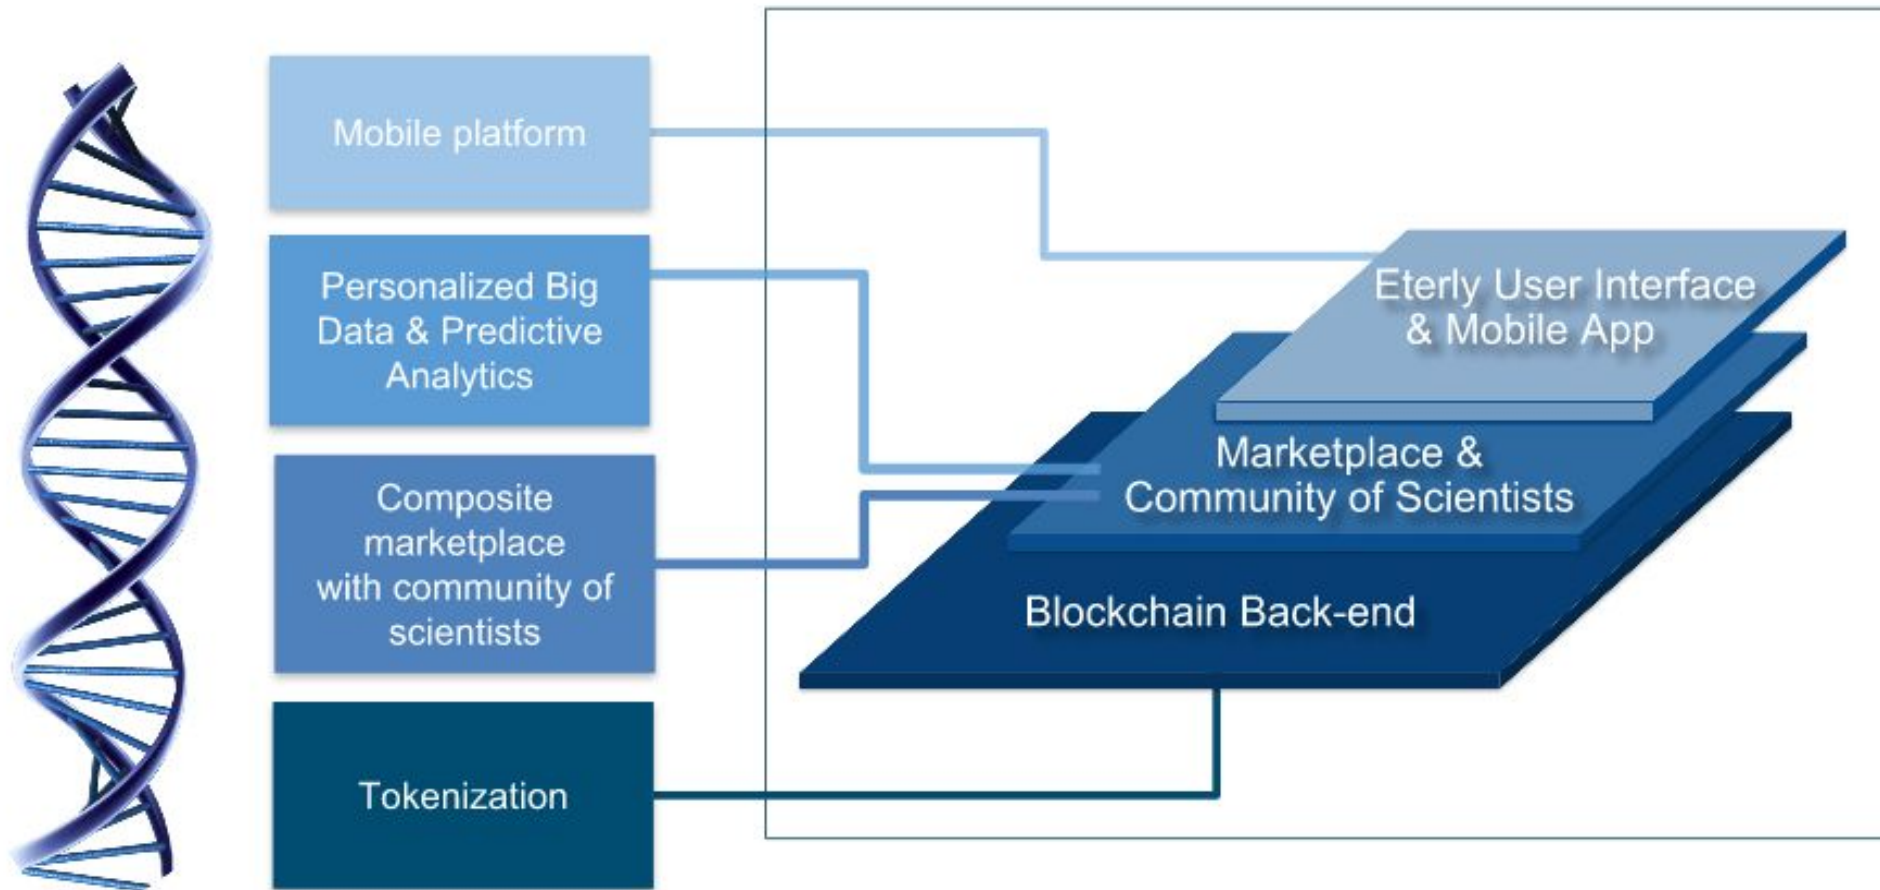 Mobile platform
Personalized Big
Data & Predictive
Analytics
Composite
marketplace
with community of
scientists
Tokenization
Eterly User Interface
& Mobile App
Marketplace &
Community of Scientists
Blockchain Back-end